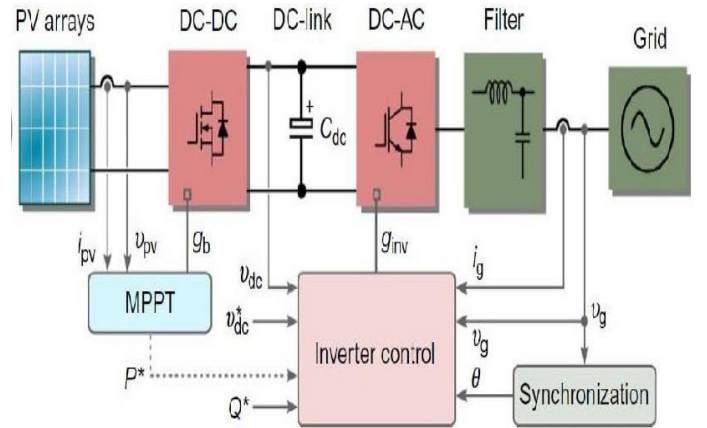 PV arrays
DC-DC
DC-link
DC-AC
Filter
Grid
+
C_dc
i_pv
v_pv
g_b
g_inv
v_dc
i_g
v_g
MPPT
v*_dc
Inverter control
v_g
P*
Q*
θ
Synchronization